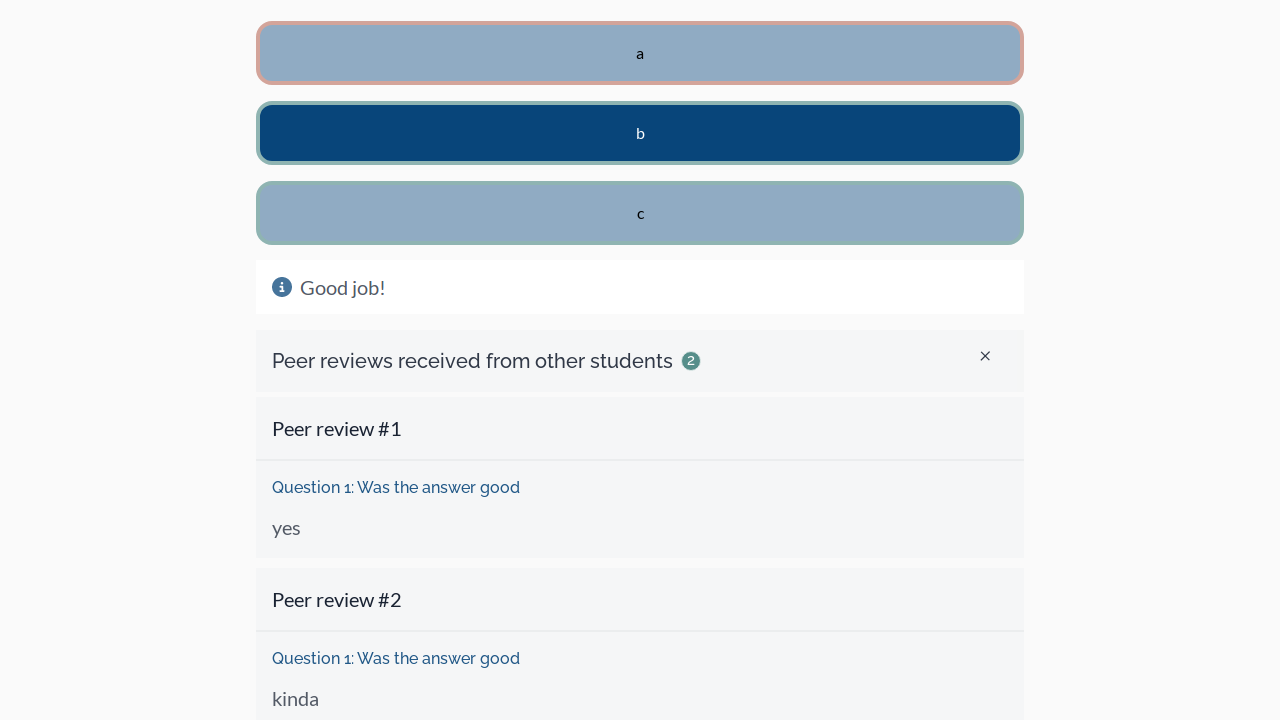 a
b
c
Good job!
Peer reviews received from other students 2
Peer review #1
Question 1: Was the answer good
yes
Peer review #2
Question 1: Was the answer good
kinda